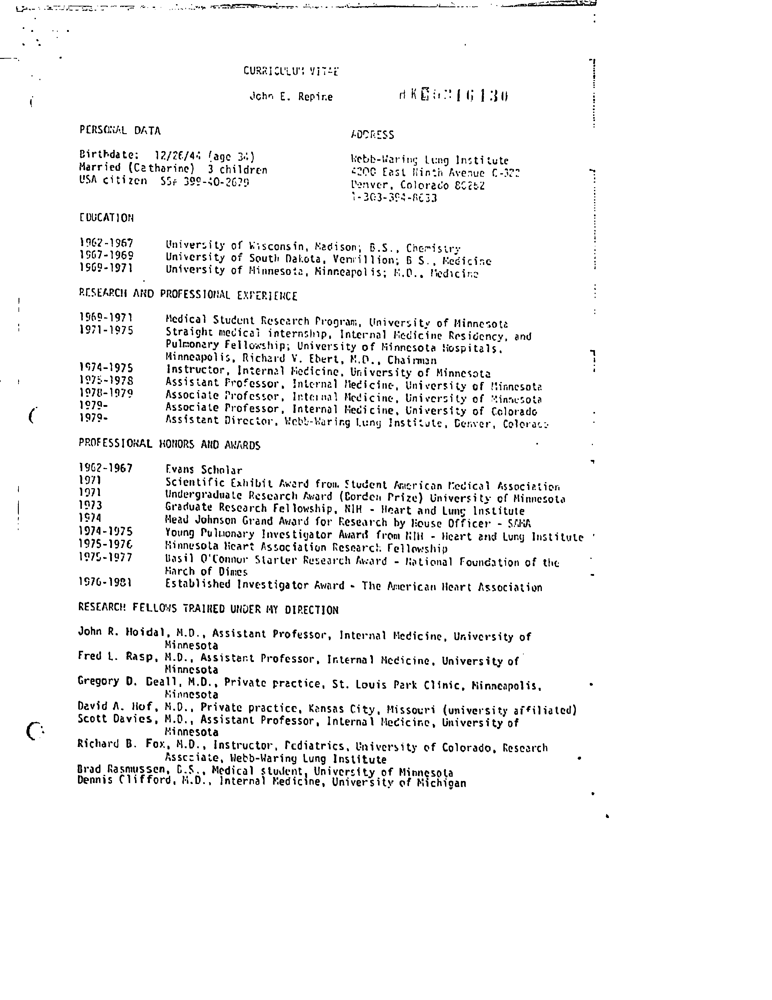 CURRICULUM VITAE
John E. Repine
PERSONAL DATA
ADDRESS
Birthdate: 12/26/44 (age 34)
Married (Catharine) 3 children
USA citizen
Webb-Waring Lung Institute
4200 East Ninth Avenue
Denver, Colorado
EDUCATION
1962-1967 University of Wisconsin, Madison; B.S., Chemistry
1967-1969 University of South Dakota, Vermillion; B S., Medicine
1969-1971 University of Minnesota, Minneapolis; M.D., Medicine
RESEARCH AND PROFESSIONAL EXPERIENCE
1969-1971 Medical Student Research Program, University of Minnesota
1971-1975 Straight medical internship, Internal Medicine Residency, and
Pulmonary Fellowship; University of Minnesota Hospitals,
Minneapolis, Richard V. Ebert, M.D., Chairman
1974-1975 Instructor, Internal Medicine, University of Minnesota
1975-1978 Assistant Professor, Internal Medicine, University of Minnesota
1978-1979 Associate Professor, Internal Medicine, University of Minnesota
1979- Associate Professor, Internal Medicine, University of Colorado
1979- Assistant Director, Webb-Waring Lung Institute, Denver, Colorado
PROFESSIONAL HONORS AND AWARDS
1962-1967 Evans Scholar
1971 Scientific Exhibit Award from Student American Medical Association
1971 Undergraduate Research Award (Borden Prize) University of Minnesota
1973 Graduate Research Fellowship, NIH - Heart and Lung Institute
1974 Mead Johnson Grand Award for Research by House Officer - SAMA
1974-1975 Young Pulmonary Investigator Award from NIH - Heart and Lung Institute
1975-1976 Minnesota Heart Association Research Fellowship
1975-1977 Basil O'Connor Starter Research Award - National Foundation of the
March of Dimes
1976-1981 Established Investigator Award - The American Heart Association
RESEARCH FELLOWS TRAINED UNDER MY DIRECTION
John R. Hoidal, M.D., Assistant Professor, Internal Medicine, University of
Minnesota
Fred L. Rasp, M.D., Assistant Professor, Internal Medicine, University of
Minnesota
Gregory D. Beall, M.D., Private practice, St. Louis Park Clinic, Minneapolis,
Minnesota
David A. Hof, M.D., Private practice, Kansas City, Missouri (university affiliated)
Scott Davies, M.D., Assistant Professor, Internal Medicine, University of
Minnesota
Richard B. Fox, M.D., Instructor, Pediatrics, University of Colorado, Research
Associate, Webb-Waring Lung Institute
Brad Rasmussen, B.S., Medical student, University of Minnesota
Dennis Clifford, M.D., Internal Medicine, University of Michigan